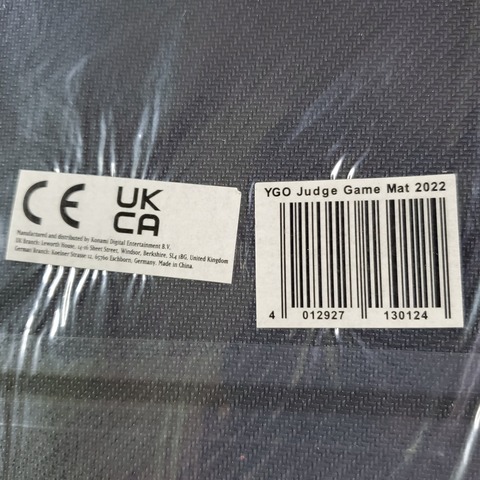 CE
UK
CA
Manufactured and distributed by Konami Digital Entertainment B.V.
UK Branch: Leworth House, 14-16 Sheet Street, Windsor, Berkshire, SL4 1BG, United Kingdom
German Branch: Koelner Strasse 12, 65760 Eschborn, Germany. Made in China.
YGO Judge Game Mat 2022
4 012927 130124